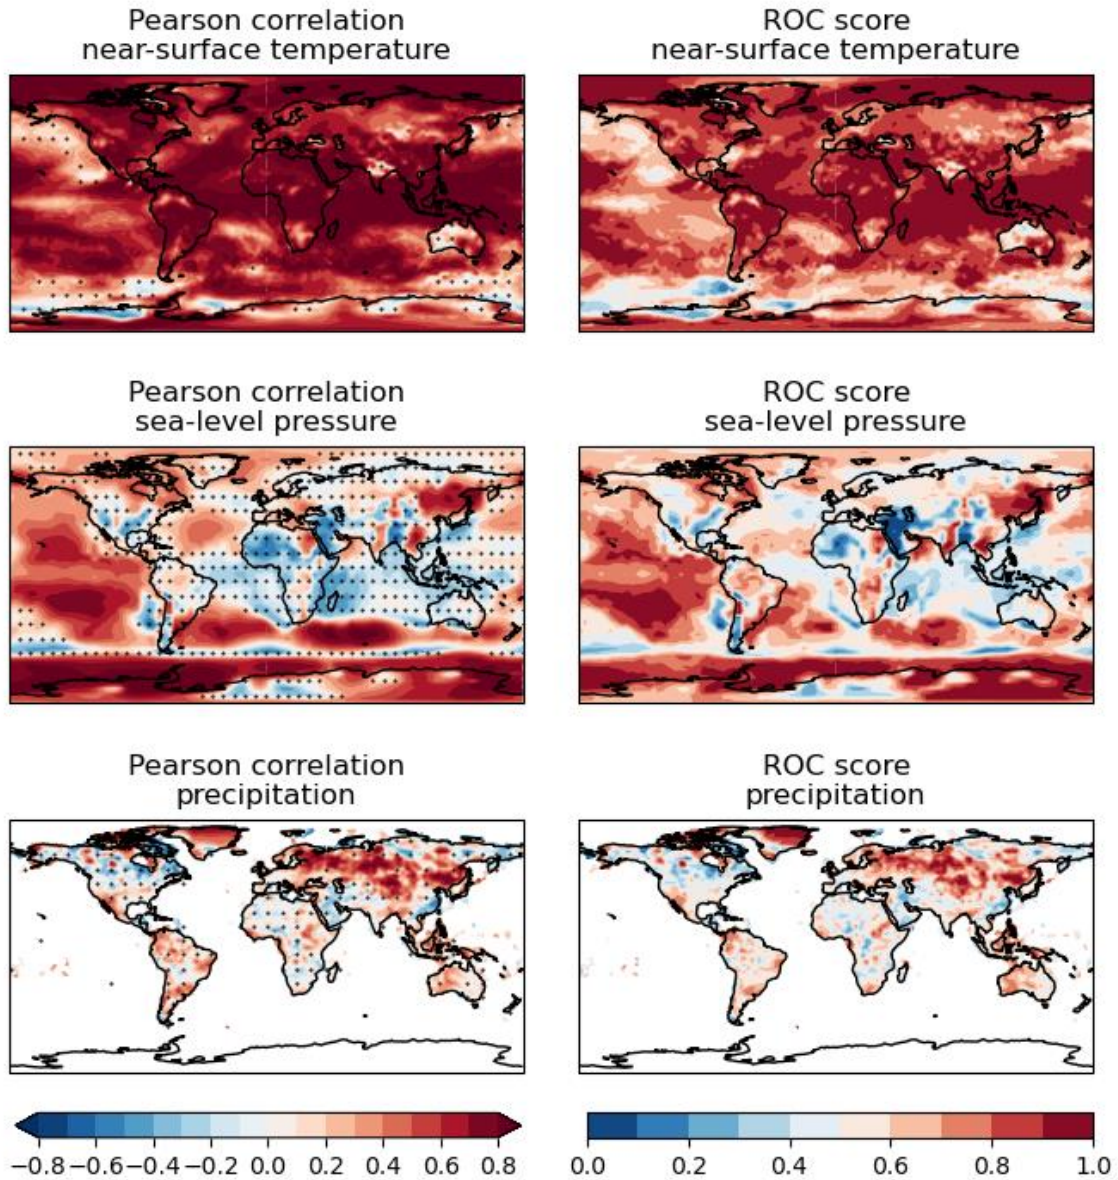 Pearson correlation
near-surface temperature
ROC score
near-surface temperature
Pearson correlation
sea-level pressure
ROC score
sea-level pressure
Pearson correlation
precipitation
ROC score
precipitation
−0.8 −0.6 −0.4 −0.2 0.0 0.2 0.4 0.6 0.8
0.0 0.2 0.4 0.6 0.8 1.0